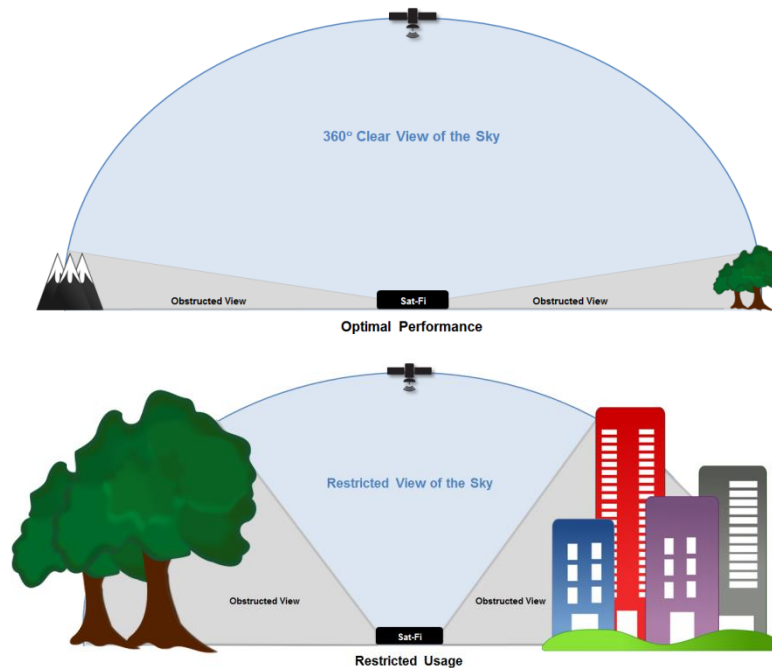 360° Clear View of the Sky
Obstructed View
Sat-Fi
Obstructed View
Optimal Performance
Restricted View of the Sky
Obstructed View
Obstructed View
Sat-Fi
Restricted Usage